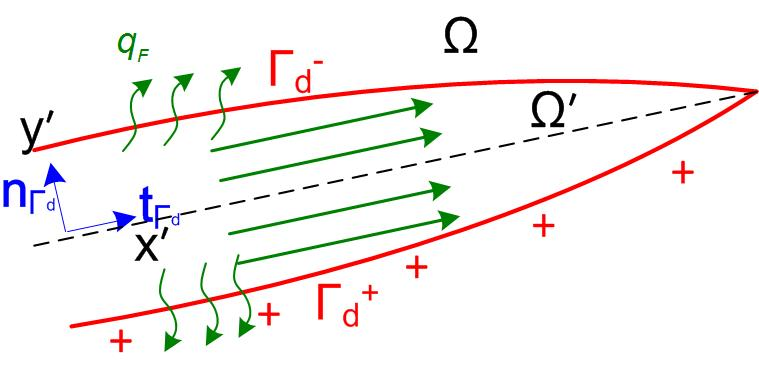 q_F
Ω
Γ_d^-
Ω′
y′
n_Γd
t_Γd
x′
Γ_d^+
+
+
+
+
+